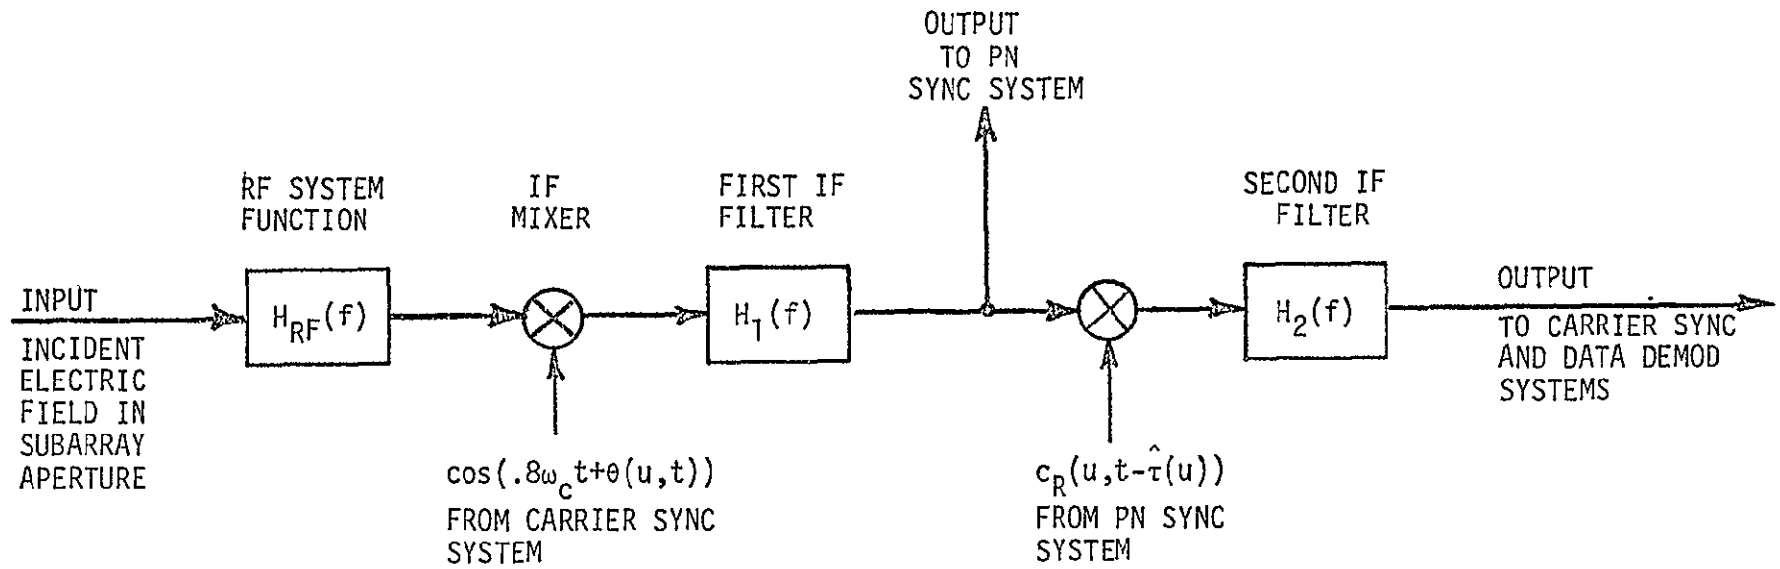 OUTPUT
TO PN
SYNC SYSTEM
RF SYSTEM
FUNCTION
IF
MIXER
FIRST IF
FILTER
SECOND IF
FILTER
INPUT
INCIDENT
ELECTRIC
FIELD IN
SUBARRAY
APERTURE
H_RF(f)
H_1(f)
H_2(f)
OUTPUT
TO CARRIER SYNC
AND DATA DEMOD
SYSTEMS
cos(.8ω_c t+θ(u,t))
FROM CARRIER SYNC
SYSTEM
c_R(u,t-τ̂(u))
FROM PN SYNC
SYSTEM